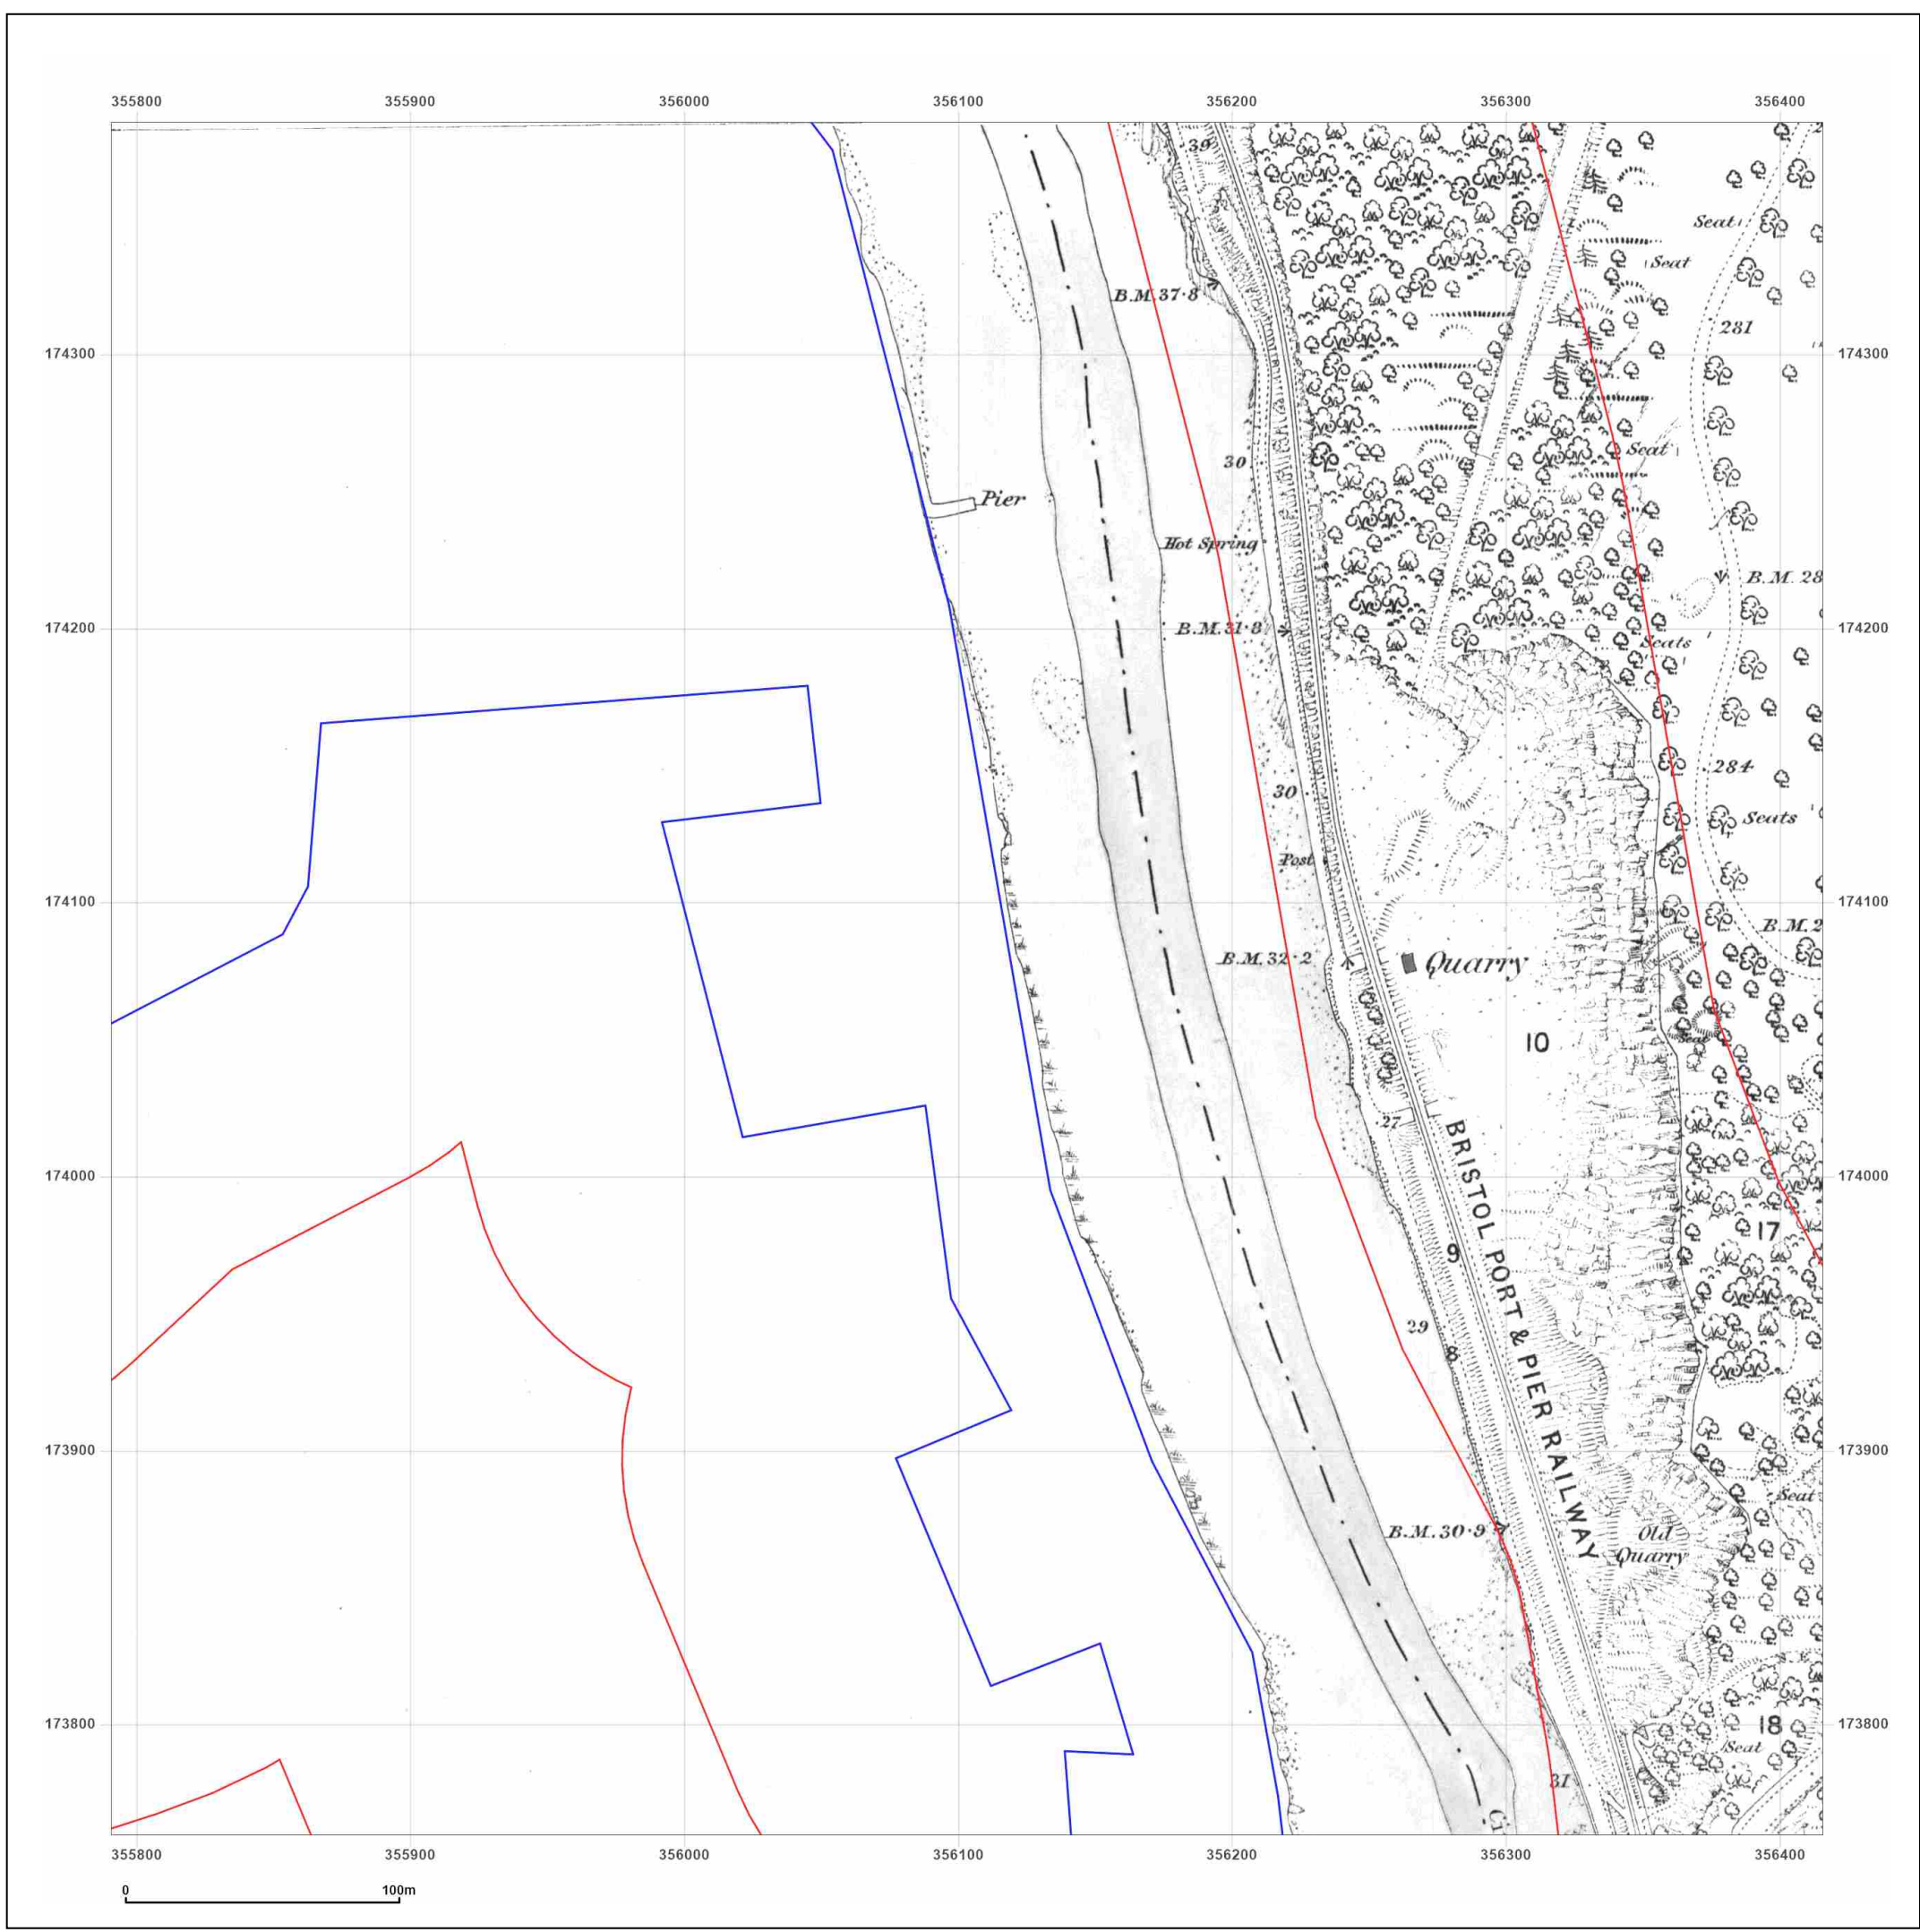 355800 355900 356000 356100 356200 356300 356400
39
Seat
Seat
B.M. 37·8
281
174300 174300
Seat
30
Pier
Hot Spring
B.M. 28
B.M. 31·8
174200 174200
Seats
284
30
Seats
Post
174100 174100
B.M. 2
B.M. 32·2
Quarry
10
Seat
27
BRISTOL PORT & PIER RAILWAY
174000 174000
17
9
29
8
173900 173900
Seat
B.M. 30·9
Old
Quarry
173800 173800
18
Seat
31
355800 355900 356000 356100 356200 356300 356400
0 100m